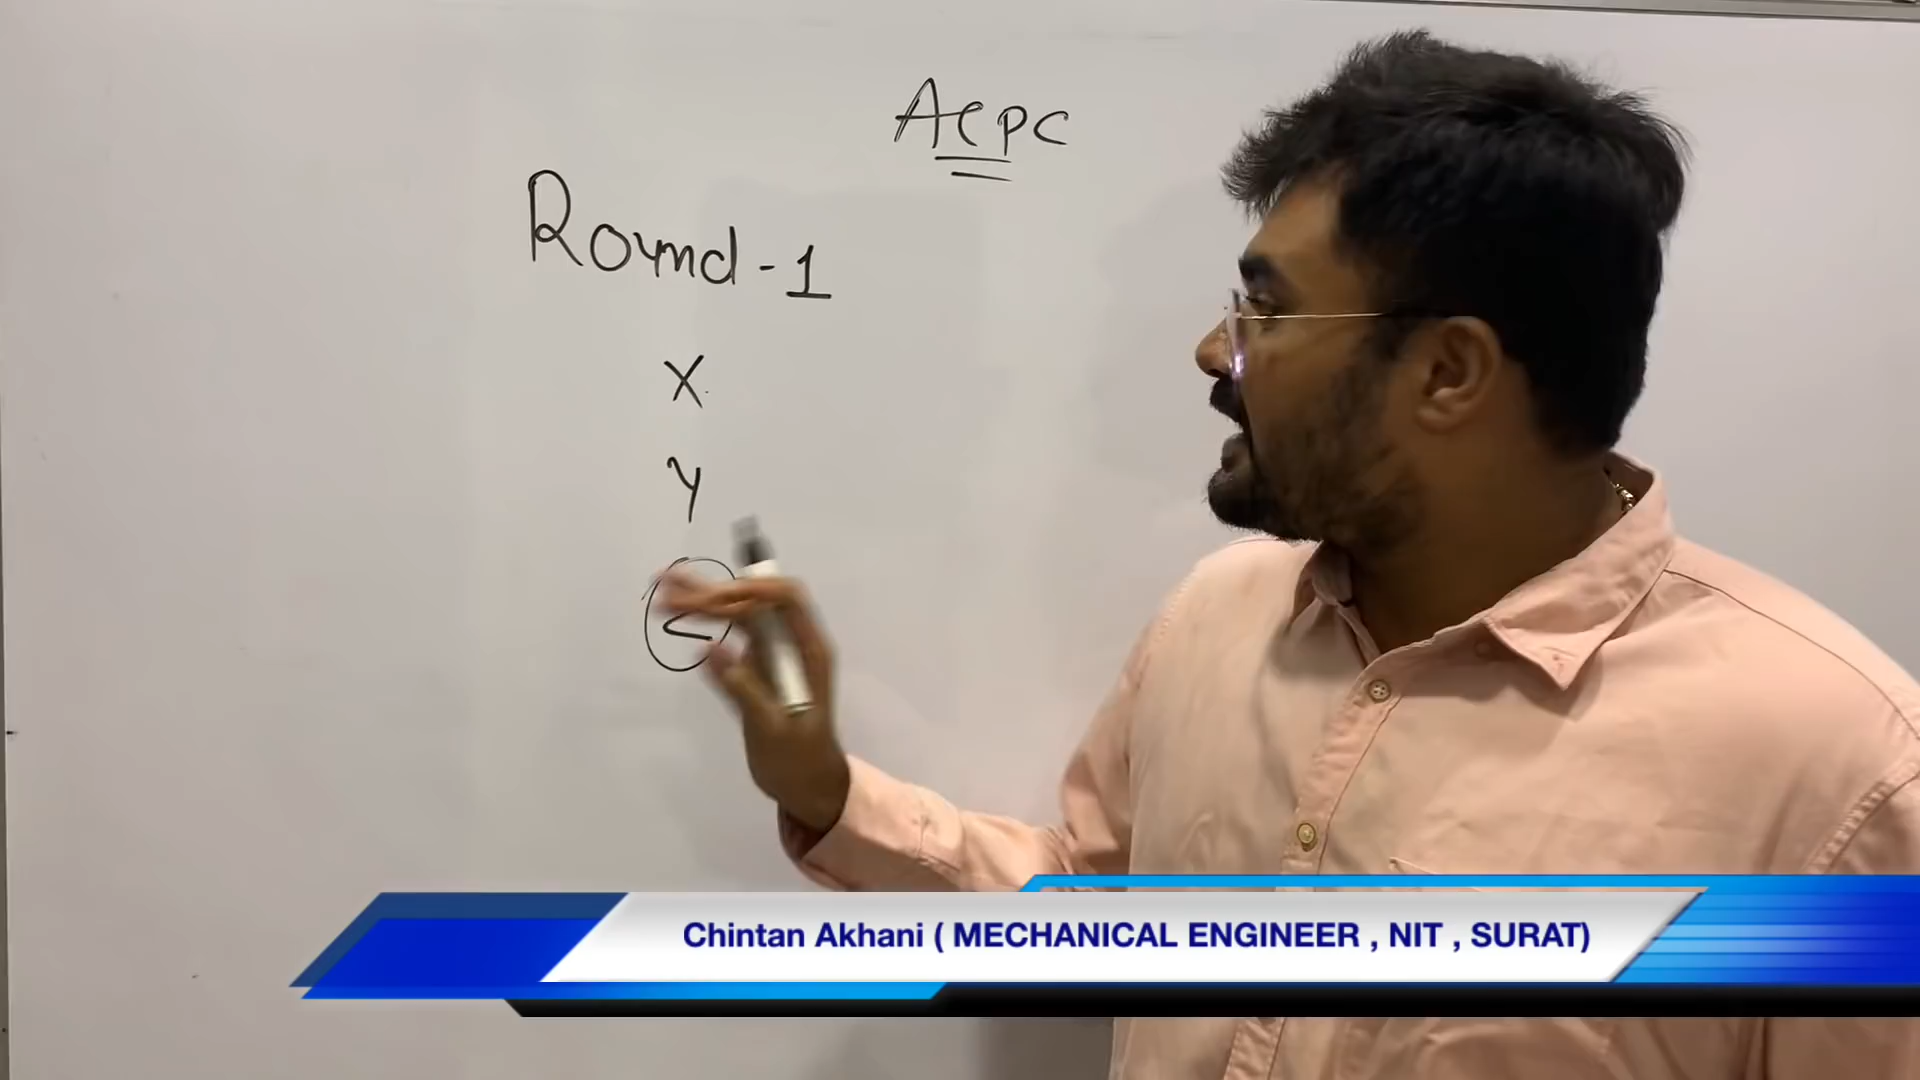 Acpc
Round-1
X
Y
Chintan Akhani ( MECHANICAL ENGINEER , NIT , SURAT)